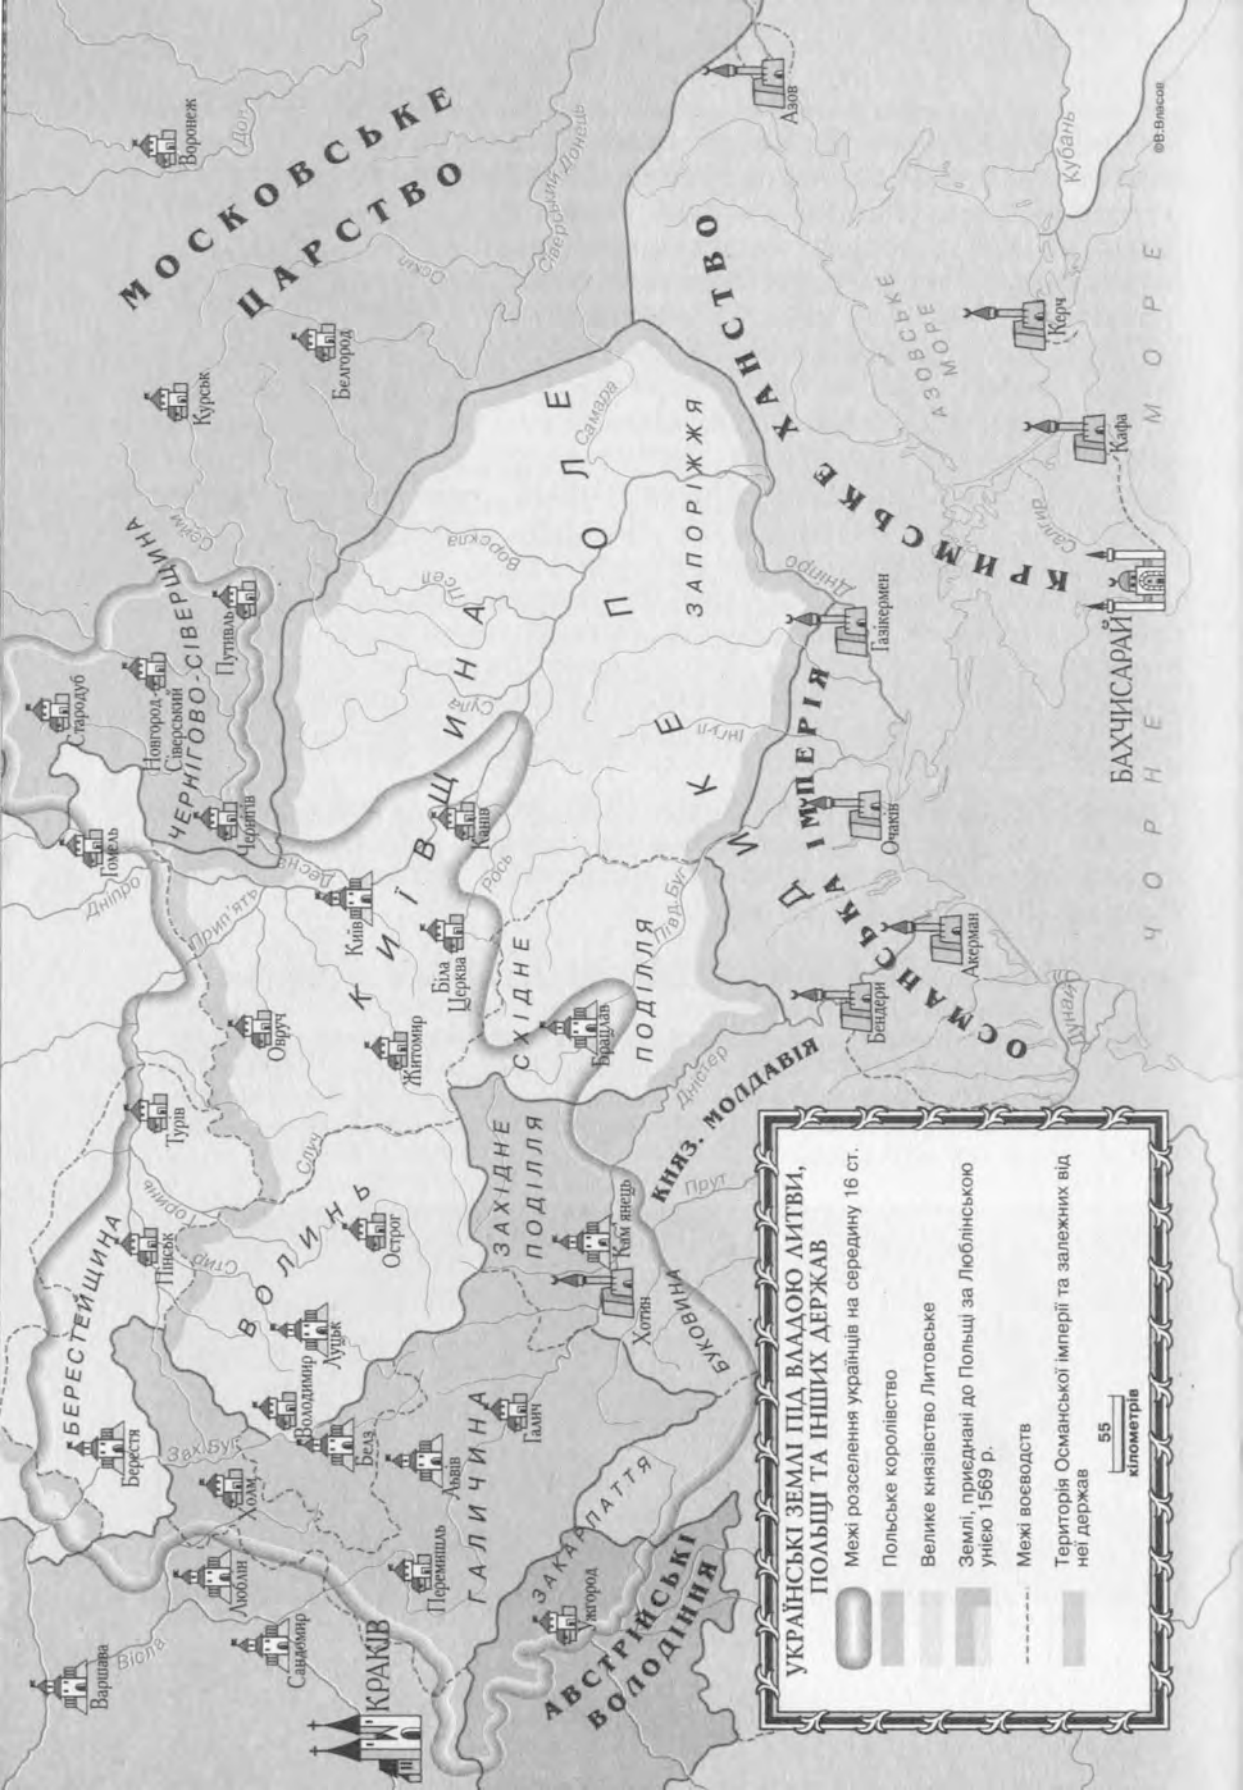 УКРАЇНСЬКІ ЗЕМЛІ ПІД ВЛАДОЮ ЛИТВИ,
ПОЛЬЩІ ТА ІНШИХ ДЕРЖАВ
Межі розселення українців на середину 16 ст.
Польське королівство
Велике князівство Литовське
Землі, приєднані до Польщі за Люблінською
унією 1569 р.
Межі воєводств
Територія Османської імперії та залежних від
неї держав
55
кілометрів
Варшава
Вісла
Люблін
Сандомир
КРАКІВ
Берестя
БЕРЕСТЕЙЩИНА
Зах.Буг
Холм
Володимир
Белз
Львів
Перемишль
ГАЛИЧИНА
Галич
ЗАКАРПАТТЯ
Ужгород
АВСТРІЙСЬКІ
ВОЛОДІННЯ
Пінськ
Горинь
Стир
Турів
Случ
ВОЛИНЬ
Луцьк
Острог
ЗАХІДНЕ
ПОДІЛЛЯ
Кам'янець
Хотин
БУКОВИНА
Прут
КНЯЗ. МОЛДАВІЯ
Дністер
Гомель
Дніпро
Прип'ять
Десна
Овруч
Київ
Житомир
Біла
Церква
КИЇВЩИНА
Канів
Рось
СХІДНЕ
ПОДІЛЛЯ
Брацлав
Півд.Буг
Стародуб
Новгород-
Сіверський
ЧЕРНІГОВО-СІВЕРЩИНА
Чернігів
Путивль
Сейм
Сула
Псел
Ворскла
ДИКЕ ПОЛЕ
ЗАПОРІЖЖЯ
Самара
Інгул
Дніпро
Курськ
Белгород
Воронеж
Дон
Оскіл
Сіверський Донець
МОСКОВСЬКЕ
ЦАРСТВО
Азов
КРИМСЬКЕ ХАНСТВО
АЗОВСЬКЕ
МОРЕ
Керч
Кафа
Салгир
БАХЧИСАРАЙ
Кубань
Газікермен
Очаків
ОСМАНСЬКА ІМПЕРІЯ
Акерман
Бендери
Дунай
ЧОРНЕ МОРЕ
©В.Власов